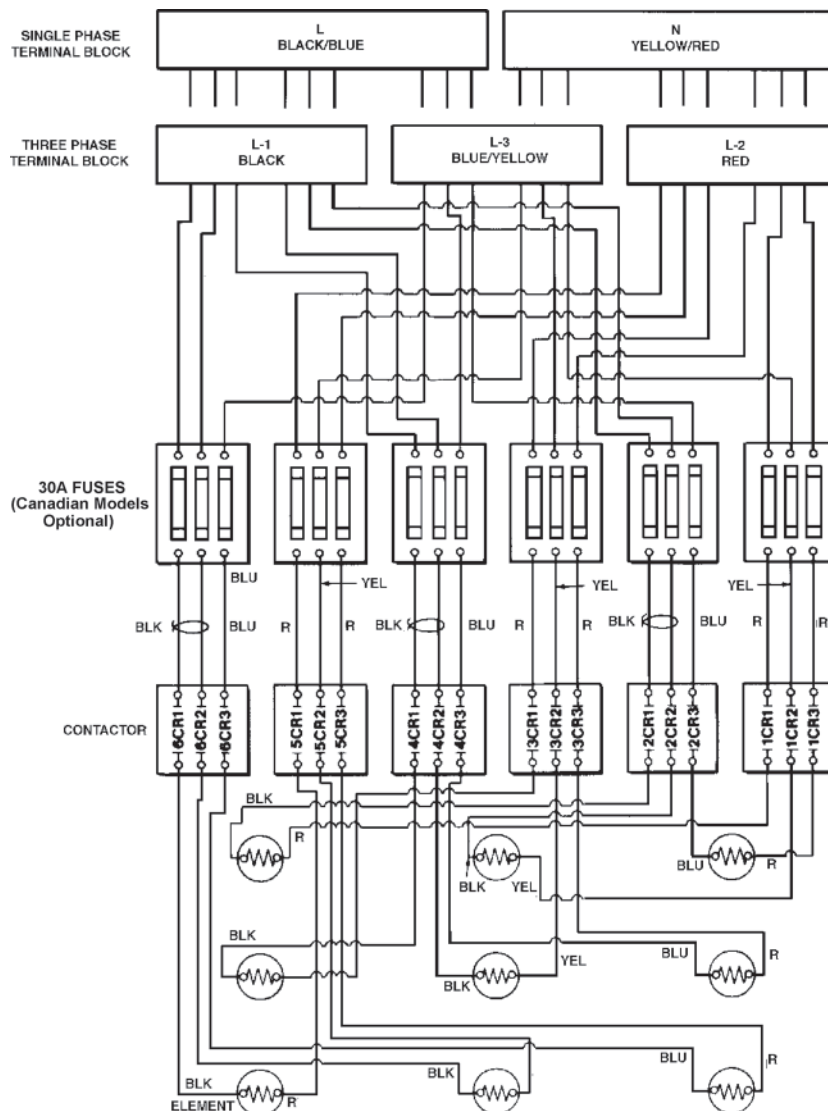 SINGLE PHASE
TERMINAL BLOCK
L
BLACK/BLUE
N
YELLOW/RED
THREE PHASE
TERMINAL BLOCK
L-1
BLACK
L-3
BLUE/YELLOW
L-2
RED
30A FUSES
(Canadian Models
Optional)
BLU
YEL
YEL
YEL
BLK
BLU
R
R
BLK
BLU
R
R
BLK
BLU
R
R
CONTACTOR
6CR1
6CR2
6CR3
5CR1
5CR2
5CR3
4CR1
4CR2
4CR3
3CR1
3CR2
3CR3
2CR1
2CR2
2CR3
1CR1
1CR2
1CR3
BLK
R
BLK
YEL
BLU
R
BLK
BLK
YEL
BLU
R
BLK
R
BLK
BLU
R
ELEMENT